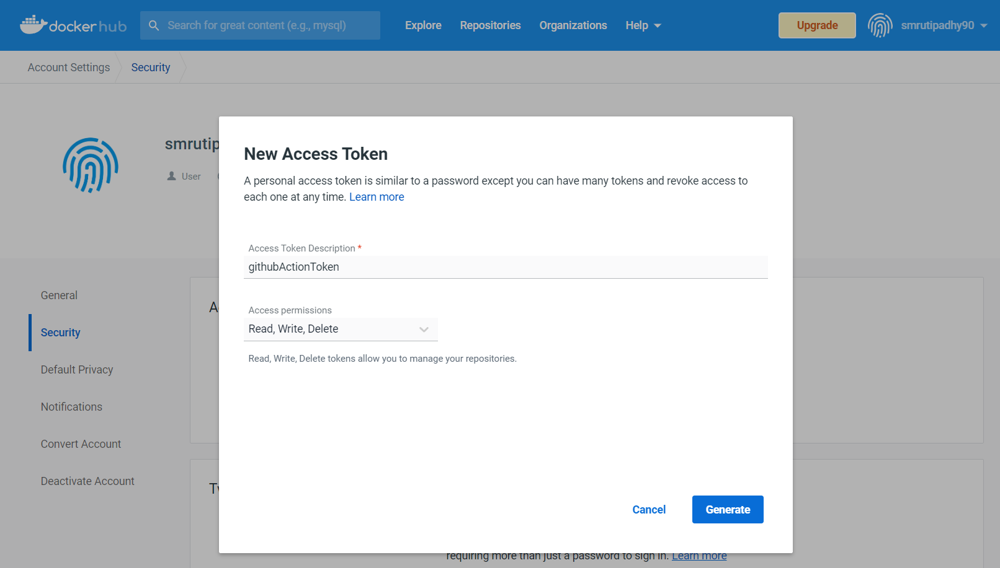 dockerhub
Search for great content (e.g., mysql)
Explore
Repositories
Organizations
Help
Upgrade
smrutipadhy90
Account Settings
Security
smrutip
User
New Access Token
A personal access token is similar to a password except you can have many tokens and revoke access to
each one at any time. Learn more
Access Token Description *
githubActionToken
Access permissions
Read, Write, Delete
Read, Write, Delete tokens allow you to manage your repositories.
Cancel
Generate
General
Security
Default Privacy
Notifications
Convert Account
Deactivate Account
requiring more than just a password to sign in. Learn more